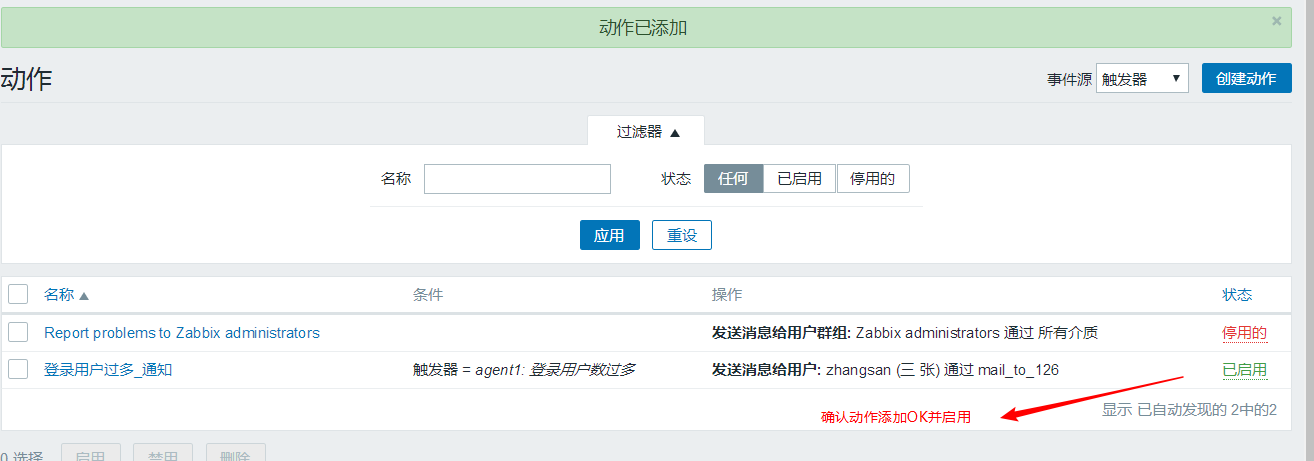 动作已添加 ×
动作 事件源 触发器 ▼ 创建动作
过滤器 ▲
名称 状态 任何 已启用 停用的
应用 重设
名称 ▲ 条件 操作 状态
Report problems to Zabbix administrators 发送消息给用户群组: Zabbix administrators 通过 所有介质 停用的
登录用户过多_通知 触发器 = agent1: 登录用户数过多 发送消息给用户: zhangsan (三 张) 通过 mail_to_126 已启用
显示 已自动发现的 2中的2
确认动作添加OK并启用
0 选择 启用 禁用 删除